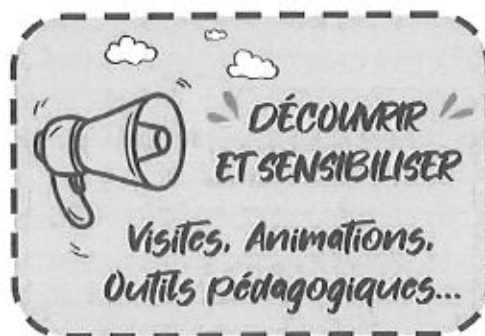 DÉCOUVRIR
ET SENSIBILISER
Visites, Animations,
Outils pédagogiques...